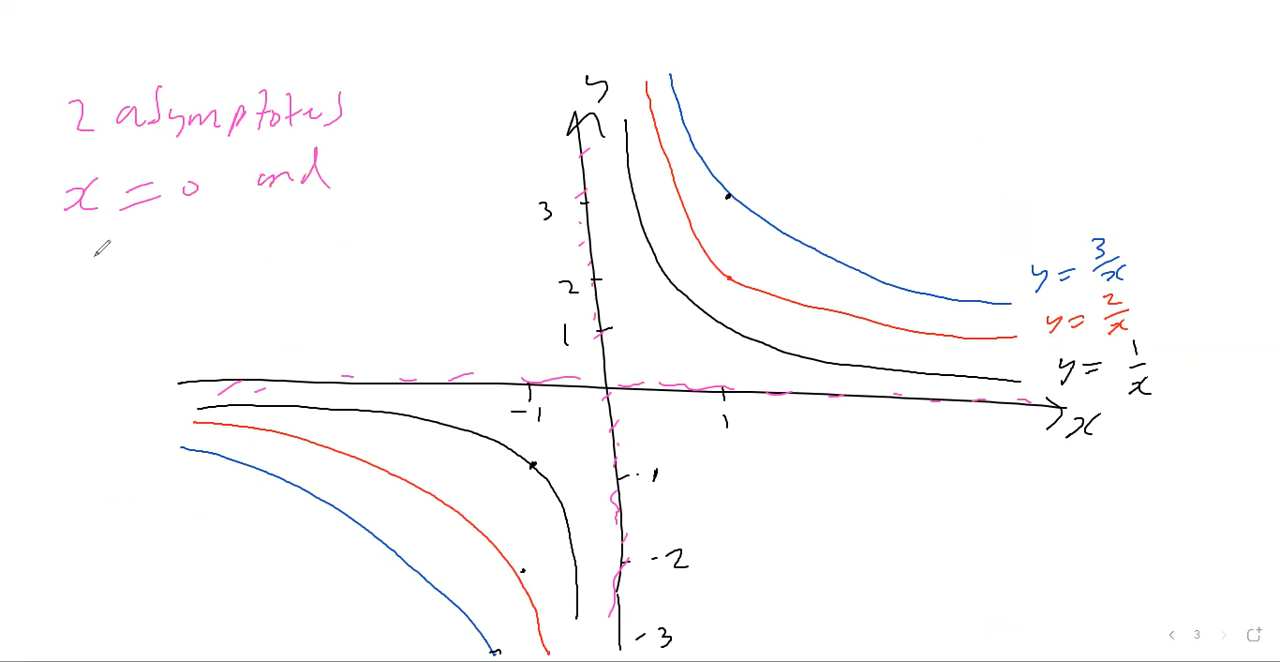 2 asymptotes
x = 0 and
y
3
2
1
-1
1
x
-1
-2
-3
y = 3/x
y = 2/x
y = 1/x
3